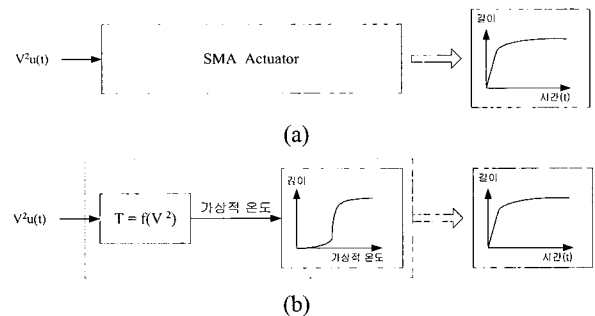 V²u(t)
SMA Actuator
길이
시간(t)
(a)
V²u(t)
T = f(V²)
가상적 온도
길이
가상적 온도
길이
시간(t)
(b)